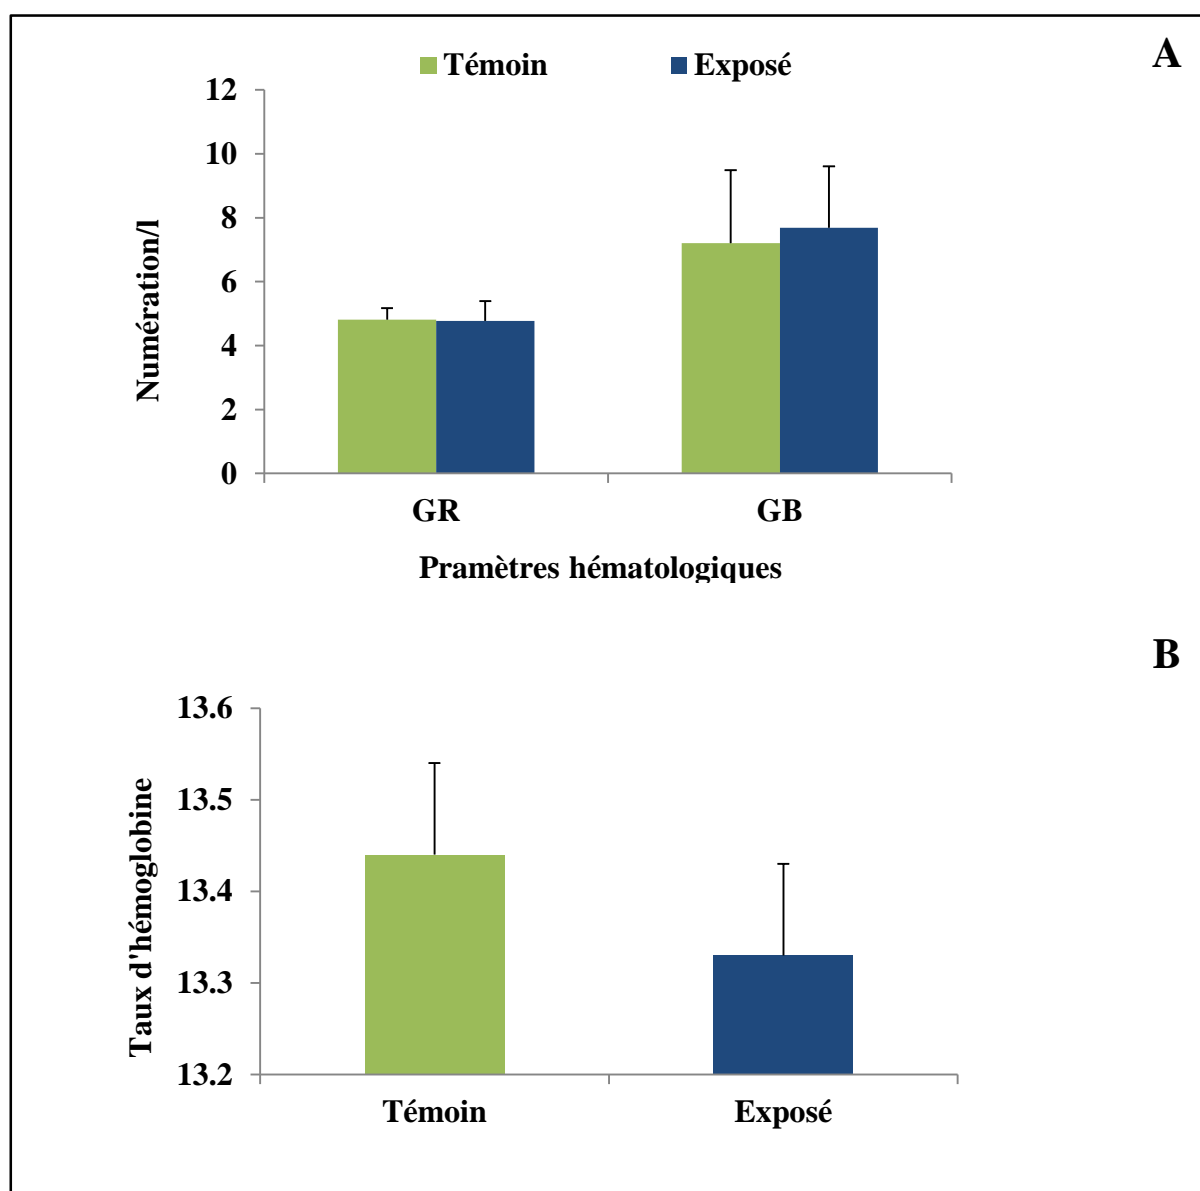 A
Témoin Exposé
12
10
8
6
4
2
0
Numération/l
GR GB
Pramètres hématologiques
B
13.6
13.5
13.4
13.3
13.2
Taux d'hémoglobine
Témoin Exposé